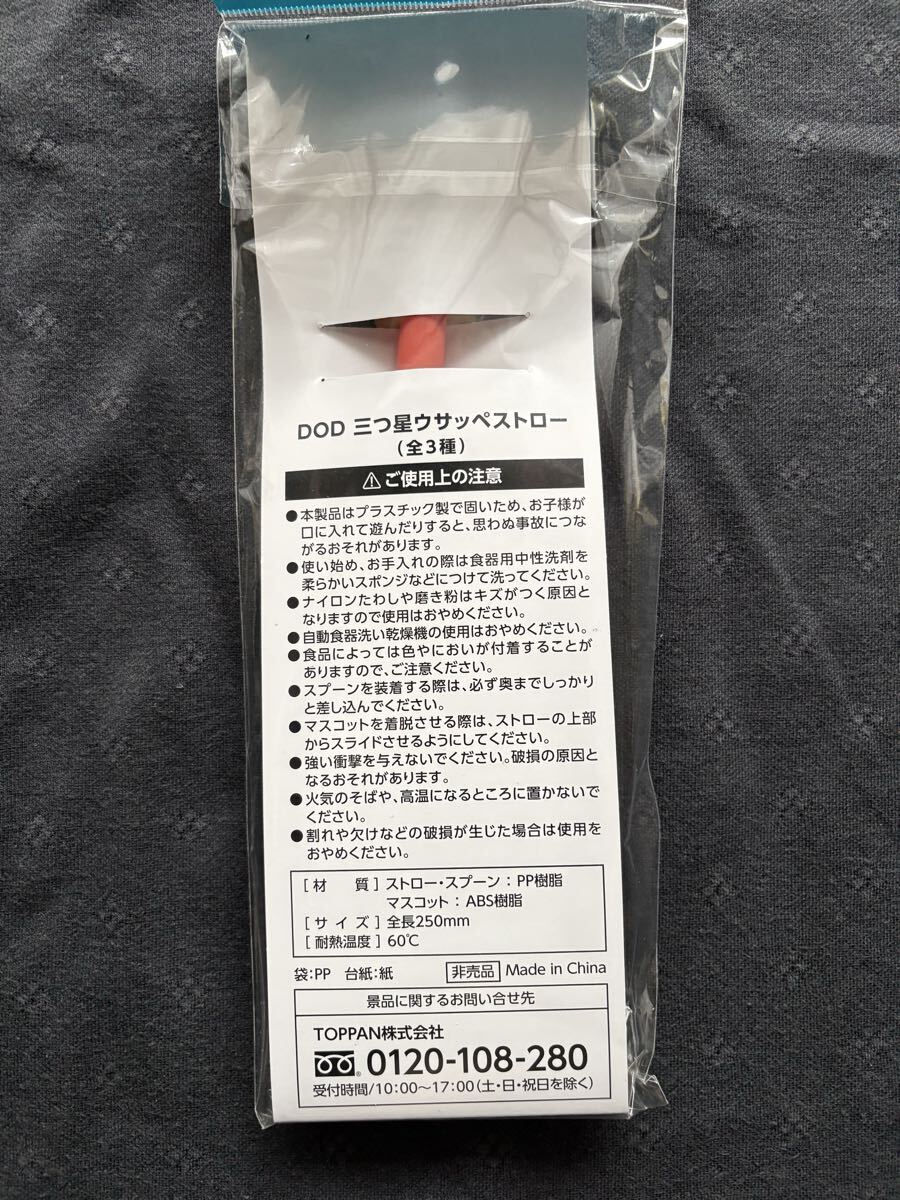 DOD 三つ星ウサッペストロー
(全3種)
⚠ご使用上の注意
●本製品はプラスチック製で固いため、お子様が
口に入れて遊んだりすると、思わぬ事故につな
がるおそれがあります。
●使い始め、お手入れの際は食器用中性洗剤を
柔らかいスポンジなどにつけて洗ってください。
●ナイロンたわしや磨き粉はキズがつく原因と
なりますので使用はおやめください。
●自動食器洗い乾燥機の使用はおやめください。
●食品によっては色やにおいが付着することが
ありますので、ご注意ください。
●スプーンを装着する際は、必ず奥までしっかり
と差し込んでください。
●マスコットを着脱させる際は、ストローの上部
からスライドさせるようにしてください。
●強い衝撃を与えないでください。破損の原因と
なるおそれがあります。
●火気のそばや、高温になるところに置かないで
ください。
●割れや欠けなどの破損が生じた場合は使用を
おやめください。
[材 質]ストロー・スプーン:PP樹脂
マスコット:ABS樹脂
[サイズ]全長250mm
[耐熱温度]60℃
袋:PP 台紙:紙 非売品 Made in China
景品に関するお問い合せ先
TOPPAN株式会社
0120-108-280
受付時間/10:00～17:00(土・日・祝日を除く)